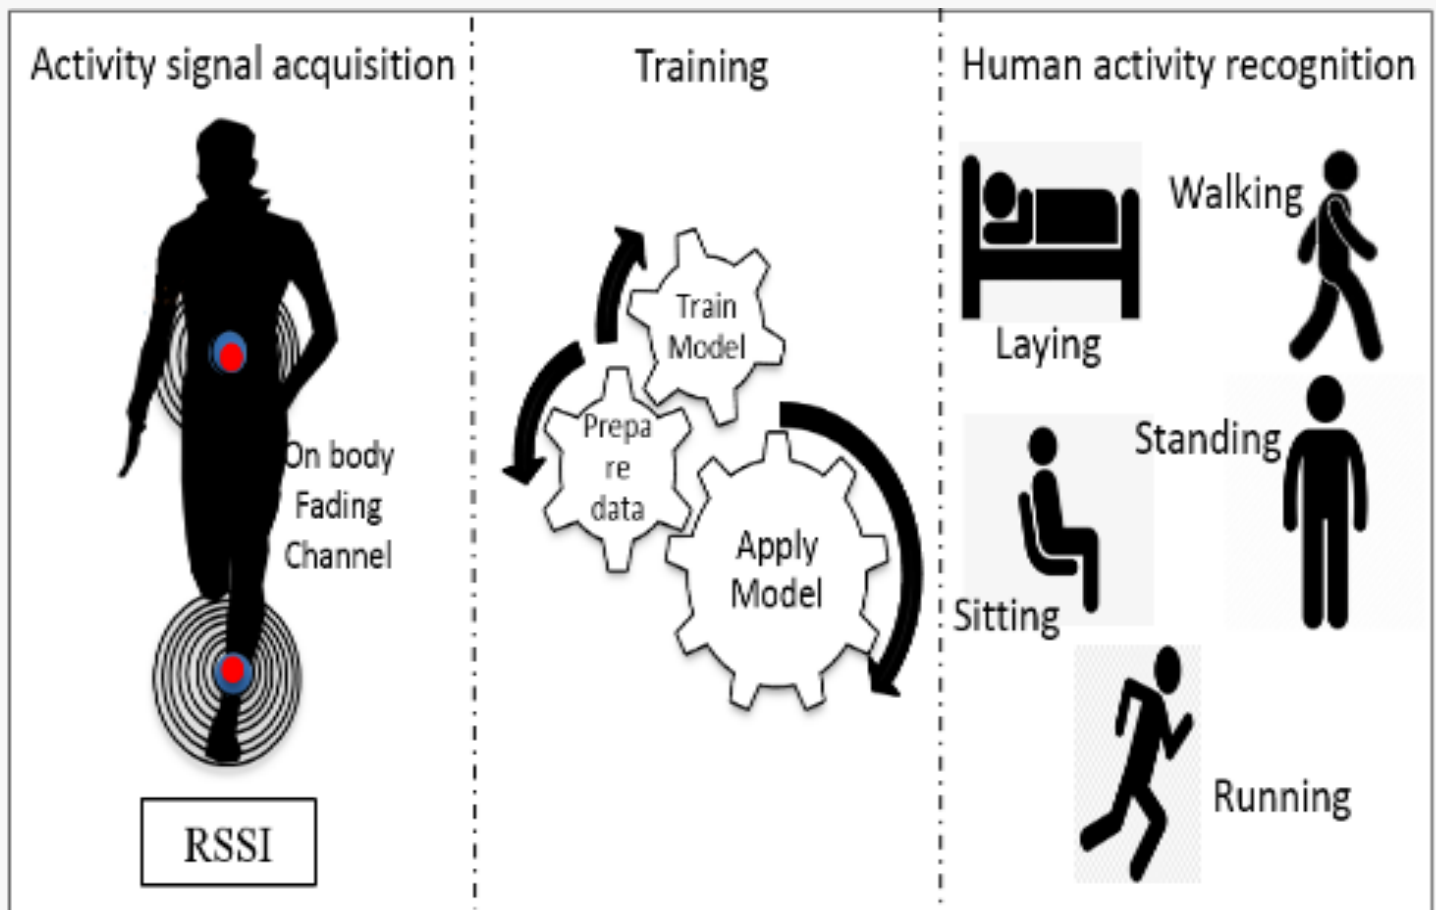 Activity signal acquisition
On body
Fading
Channel
RSSI
Training
Train
Model
Prepa
re
data
Apply
Model
Human activity recognition
Walking
Laying
Standing
Sitting
Running